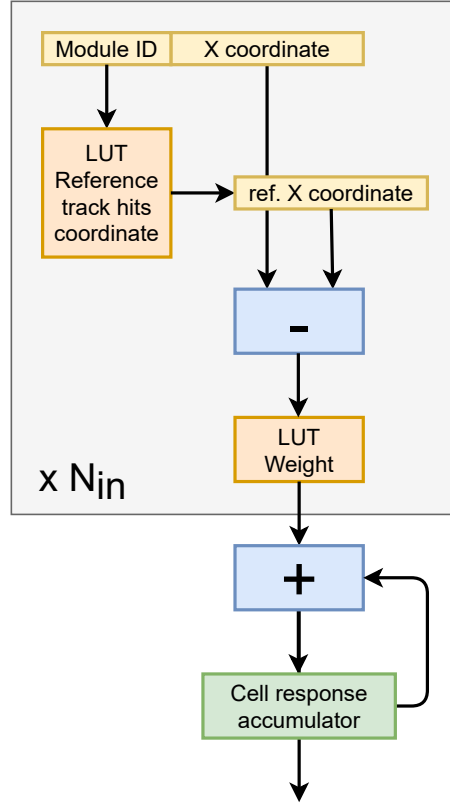 Module ID X coordinate
LUT
Reference
track hits
coordinate
ref. X coordinate
-
LUT
Weight
x Nin
+
Cell response
accumulator